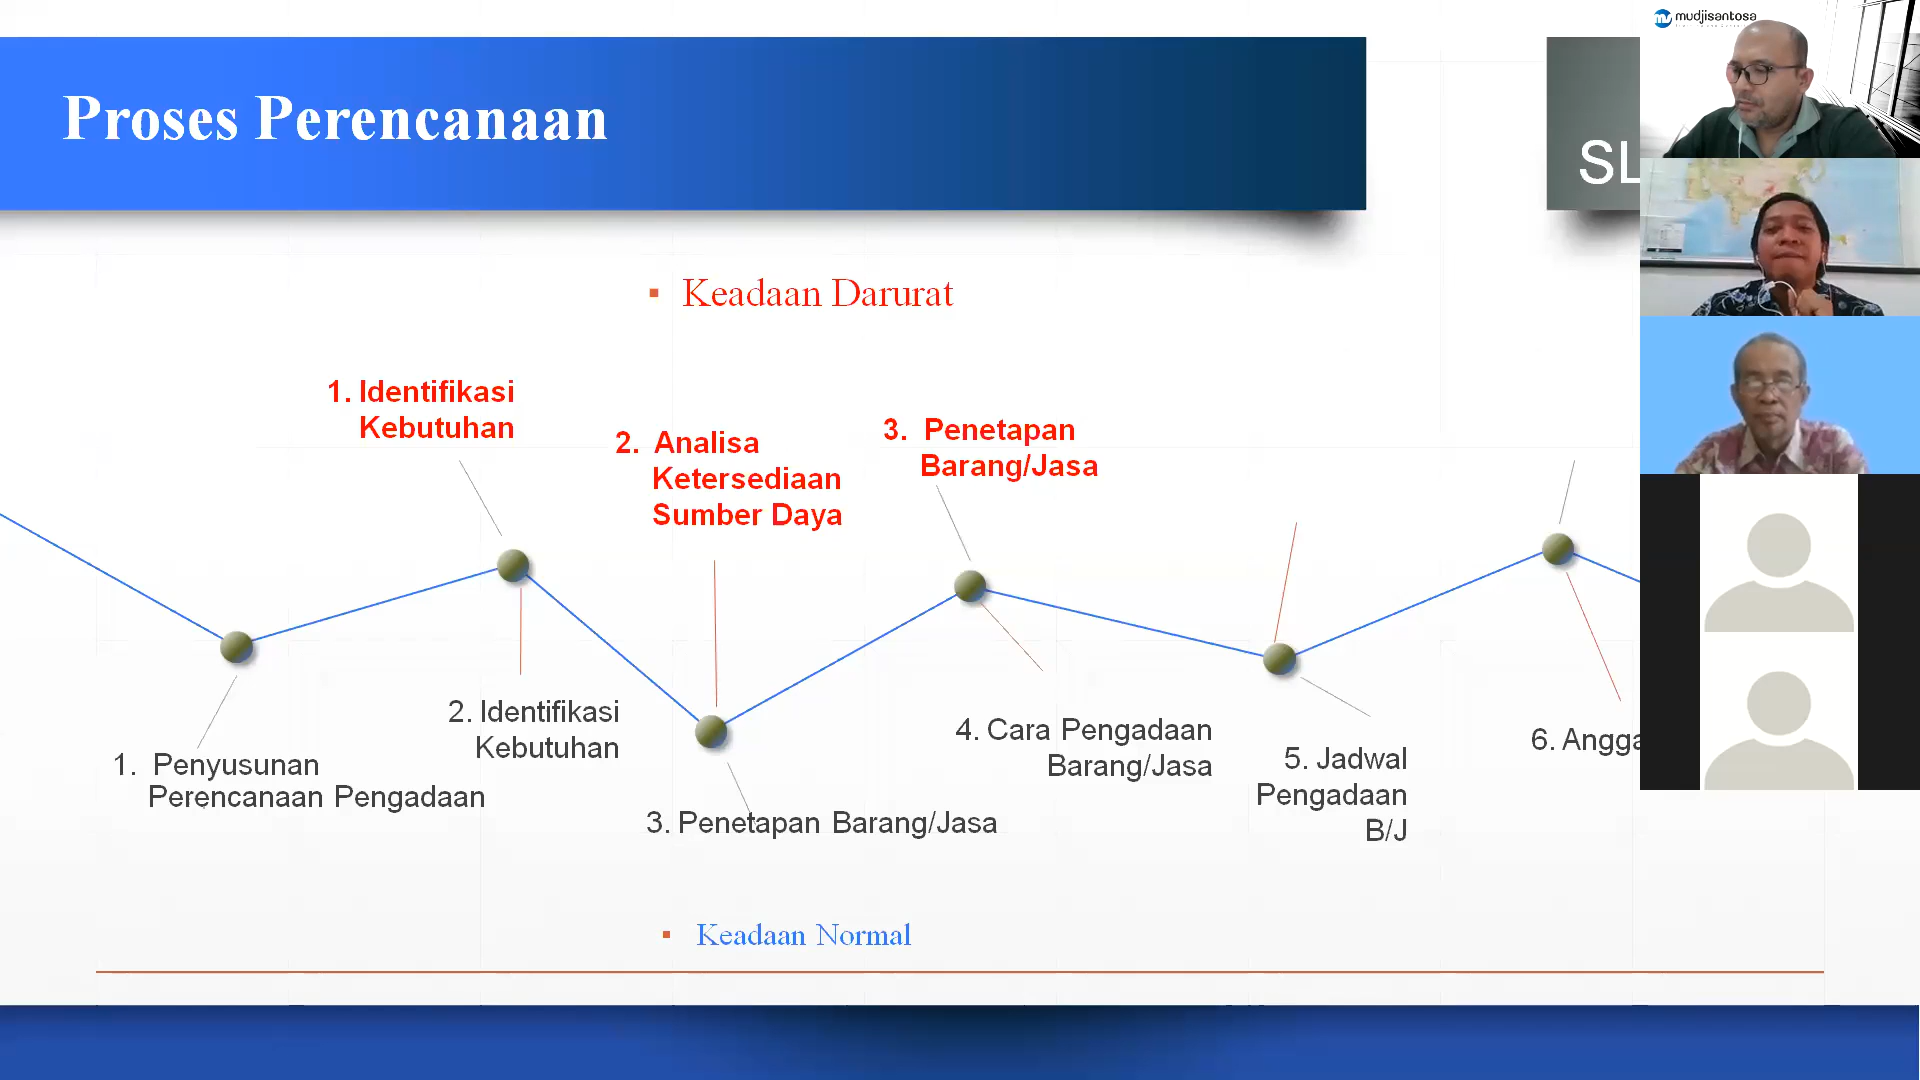 mudjisantosa
Proses Perencanaan
SL
▪ Keadaan Darurat
1. Identifikasi
Kebutuhan
2. Analisa
Ketersediaan
Sumber Daya
3. Penetapan
Barang/Jasa
1. Penyusunan
Perencanaan Pengadaan
2. Identifikasi
Kebutuhan
3. Penetapan Barang/Jasa
4. Cara Pengadaan
Barang/Jasa
5. Jadwal
Pengadaan
B/J
6. Angga
▪ Keadaan Normal